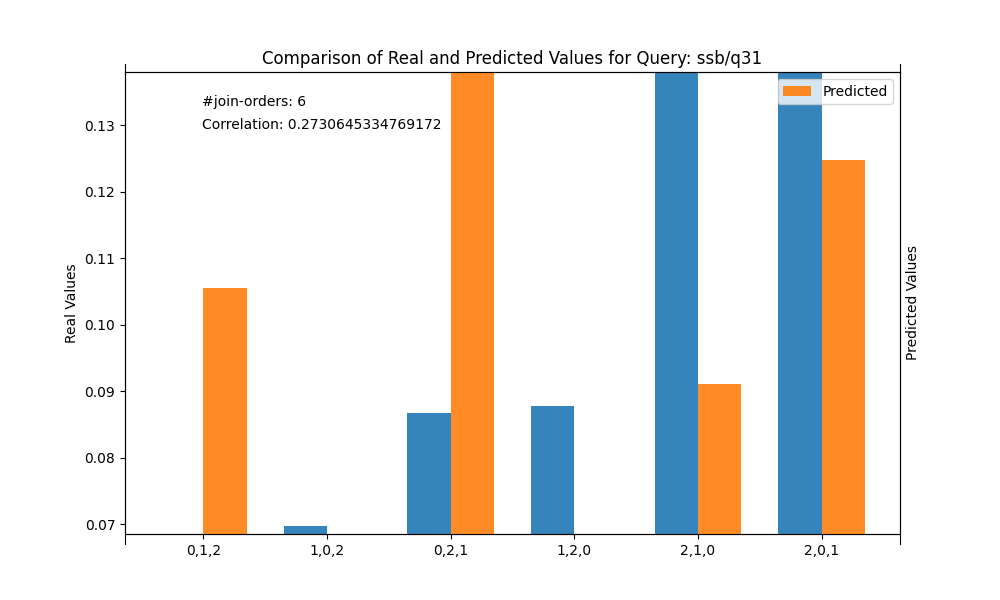 Comparison of Real and Predicted Values for Query: ssb/q31
#join-orders: 6
Correlation: 0.2730645334769172
Predicted
0.13
0.12
0.11
0.10
0.09
0.08
0.07
Real Values
Predicted Values
0,1,2
1,0,2
0,2,1
1,2,0
2,1,0
2,0,1